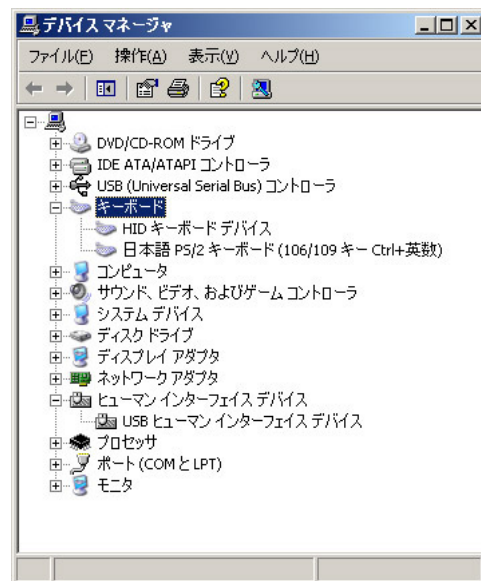 デバイス マネージャ
ファイル(F) 操作(A) 表示(V) ヘルプ(H)
DVD/CD-ROM ドライブ
IDE ATA/ATAPI コントローラ
USB (Universal Serial Bus) コントローラ
キーボード
HID キーボード デバイス
日本語 PS/2 キーボード (106/109 キー Ctrl+英数)
コンピュータ
サウンド、ビデオ、およびゲーム コントローラ
システム デバイス
ディスク ドライブ
ディスプレイ アダプタ
ネットワーク アダプタ
ヒューマン インターフェイス デバイス
USB ヒューマン インターフェイス デバイス
プロセッサ
ポート (COM と LPT)
モニタ